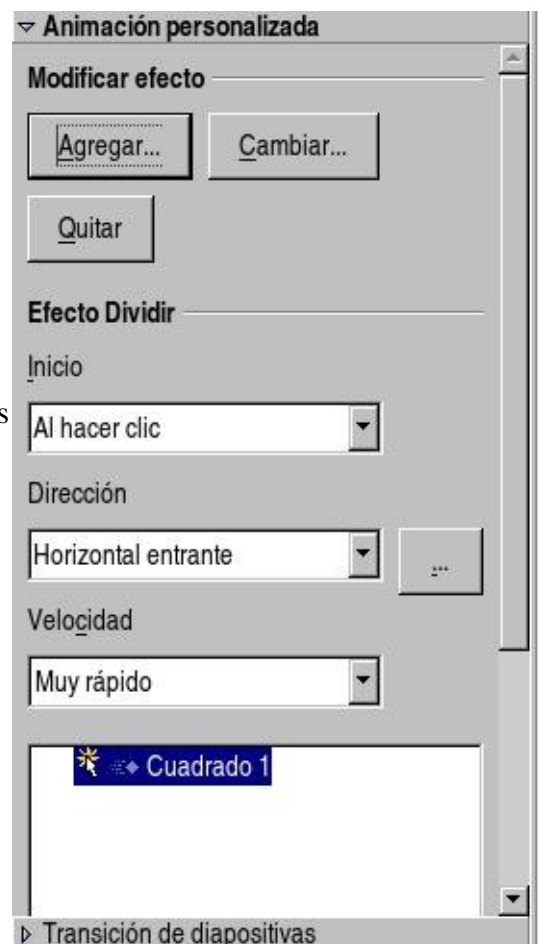 Animación personalizada
Modificar efecto
Agregar... Cambiar...
Quitar
Efecto Dividir
Inicio
s
Al hacer clic
Dirección
Horizontal entrante ...
Velocidad
Muy rápido
Cuadrado 1
Transición de diapositivas